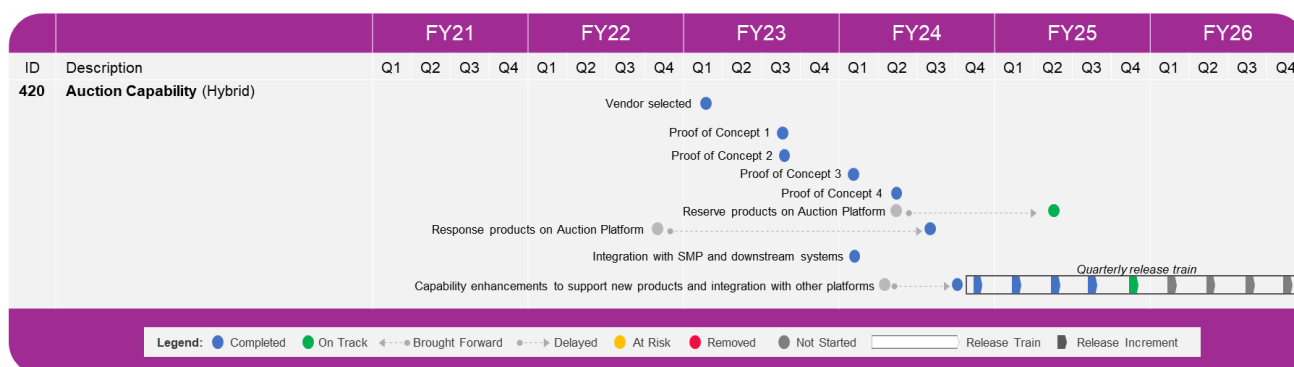 FY21 FY22 FY23 FY24 FY25 FY26
ID Description Q1 Q2 Q3 Q4 Q1 Q2 Q3 Q4 Q1 Q2 Q3 Q4 Q1 Q2 Q3 Q4 Q1 Q2 Q3 Q4 Q1 Q2 Q3 Q4
420 Auction Capability (Hybrid)
Vendor selected
Proof of Concept 1
Proof of Concept 2
Proof of Concept 3
Proof of Concept 4
Reserve products on Auction Platform
Response products on Auction Platform
Integration with SMP and downstream systems
Quarterly release train
Capability enhancements to support new products and integration with other platforms
Legend: Completed On Track Brought Forward Delayed At Risk Removed Not Started Release Train Release Increment